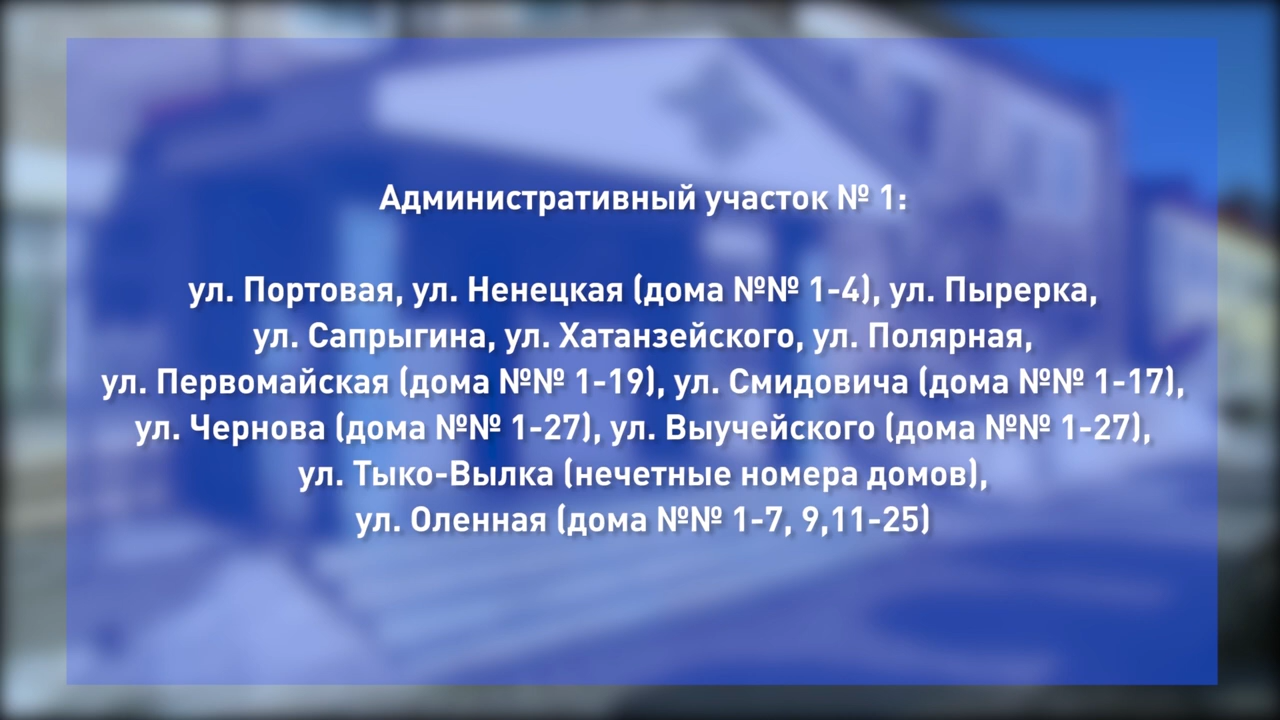 Административный участок № 1:
ул. Портовая, ул. Ненецкая (дома №№ 1-4), ул. Пырерка,
ул. Сапрыгина, ул. Хатанзейского, ул. Полярная,
ул. Первомайская (дома №№ 1-19), ул. Смидовича (дома №№ 1-17),
ул. Чернова (дома №№ 1-27), ул. Выучейского (дома №№ 1-27),
ул. Тыко-Вылка (нечетные номера домов),
ул. Оленная (дома №№ 1-7, 9,11-25)